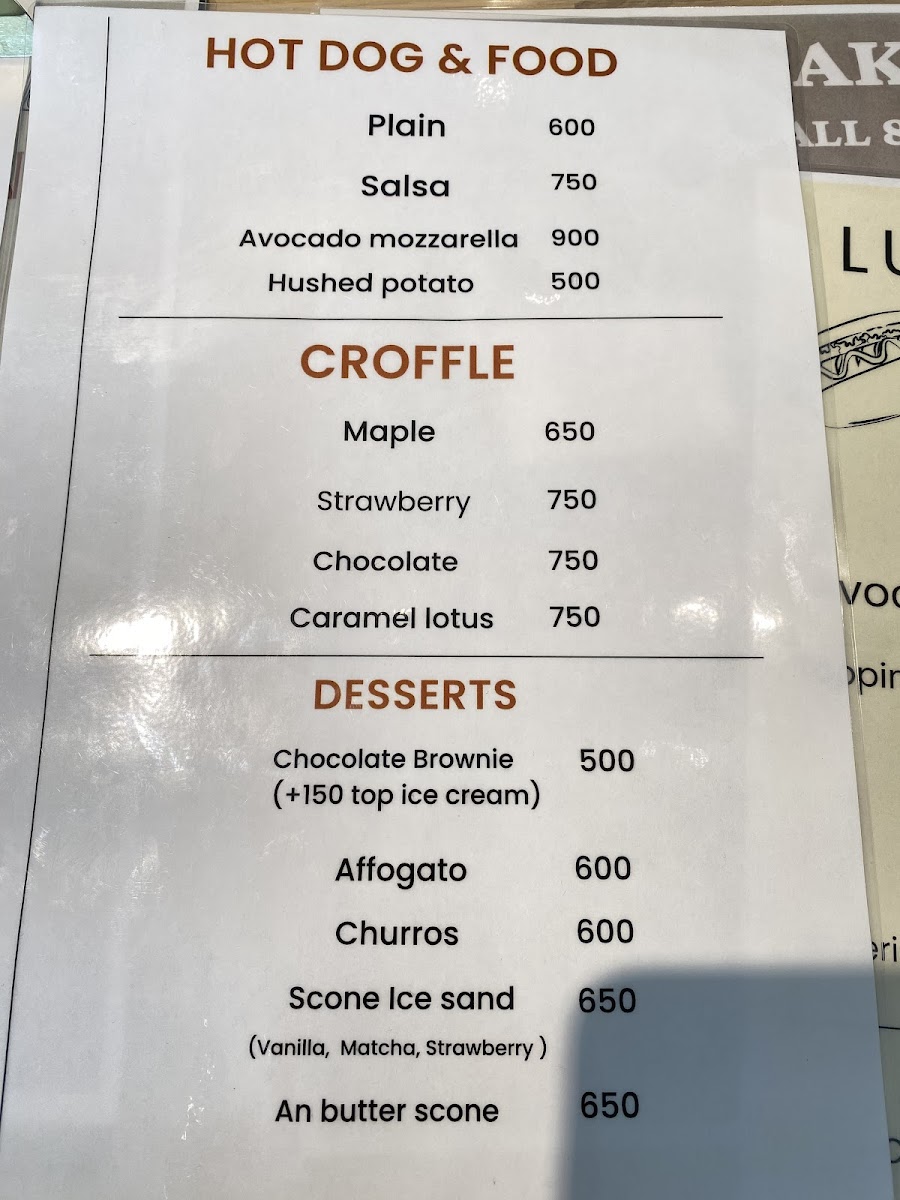 HOT DOG & FOOD
Plain 600
Salsa 750
Avocado mozzarella 900
Hushed potato 500
CROFFLE
Maple 650
Strawberry 750
Chocolate 750
Caramel lotus 750
DESSERTS
Chocolate Brownie 500
(+150 top ice cream)
Affogato 600
Churros 600
Scone Ice sand 650
(Vanilla, Matcha, Strawberry )
An butter scone 650